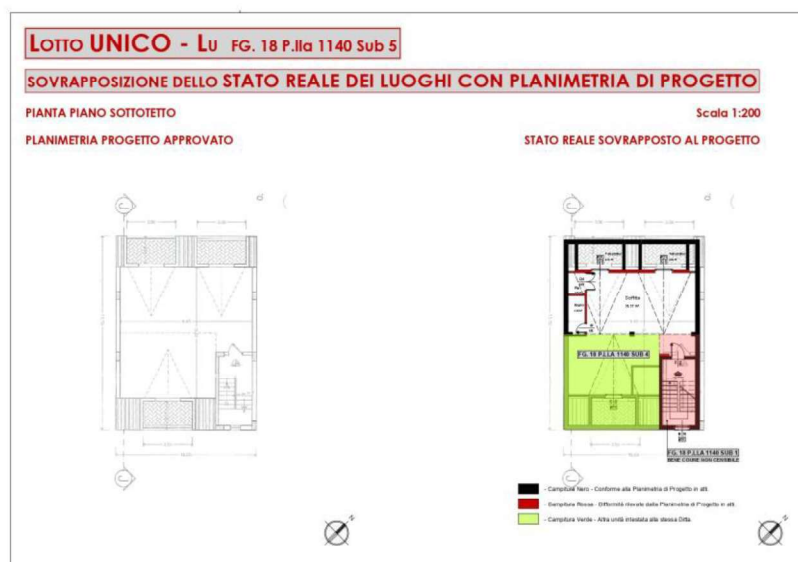 LOTTO UNICO - LU FG. 18 P.lla 1140 Sub 5
SOVRAPPOSIZIONE DELLO STATO REALE DEI LUOGHI CON PLANIMETRIA DI PROGETTO
PIANTA PIANO SOTTOTETTO
Scala 1:200
PLANIMETRIA PROGETTO APPROVATO
STATO REALE SOVRAPPOSTO AL PROGETTO
Soffitta
FG. 18 P.LLA 1140 SUB 4
FG. 18 P.LLA 1140 SUB 1
BENE COMUNE NON CENSIBILE
- Campitura Nero - Conforme alla Planimetria di Progetto in atti.
- Campitura Rossa - Difformità rilevate dalla Planimetria di Progetto in atti.
- Campitura Verde - Altra unità intestata alla stessa Ditta.
N
N